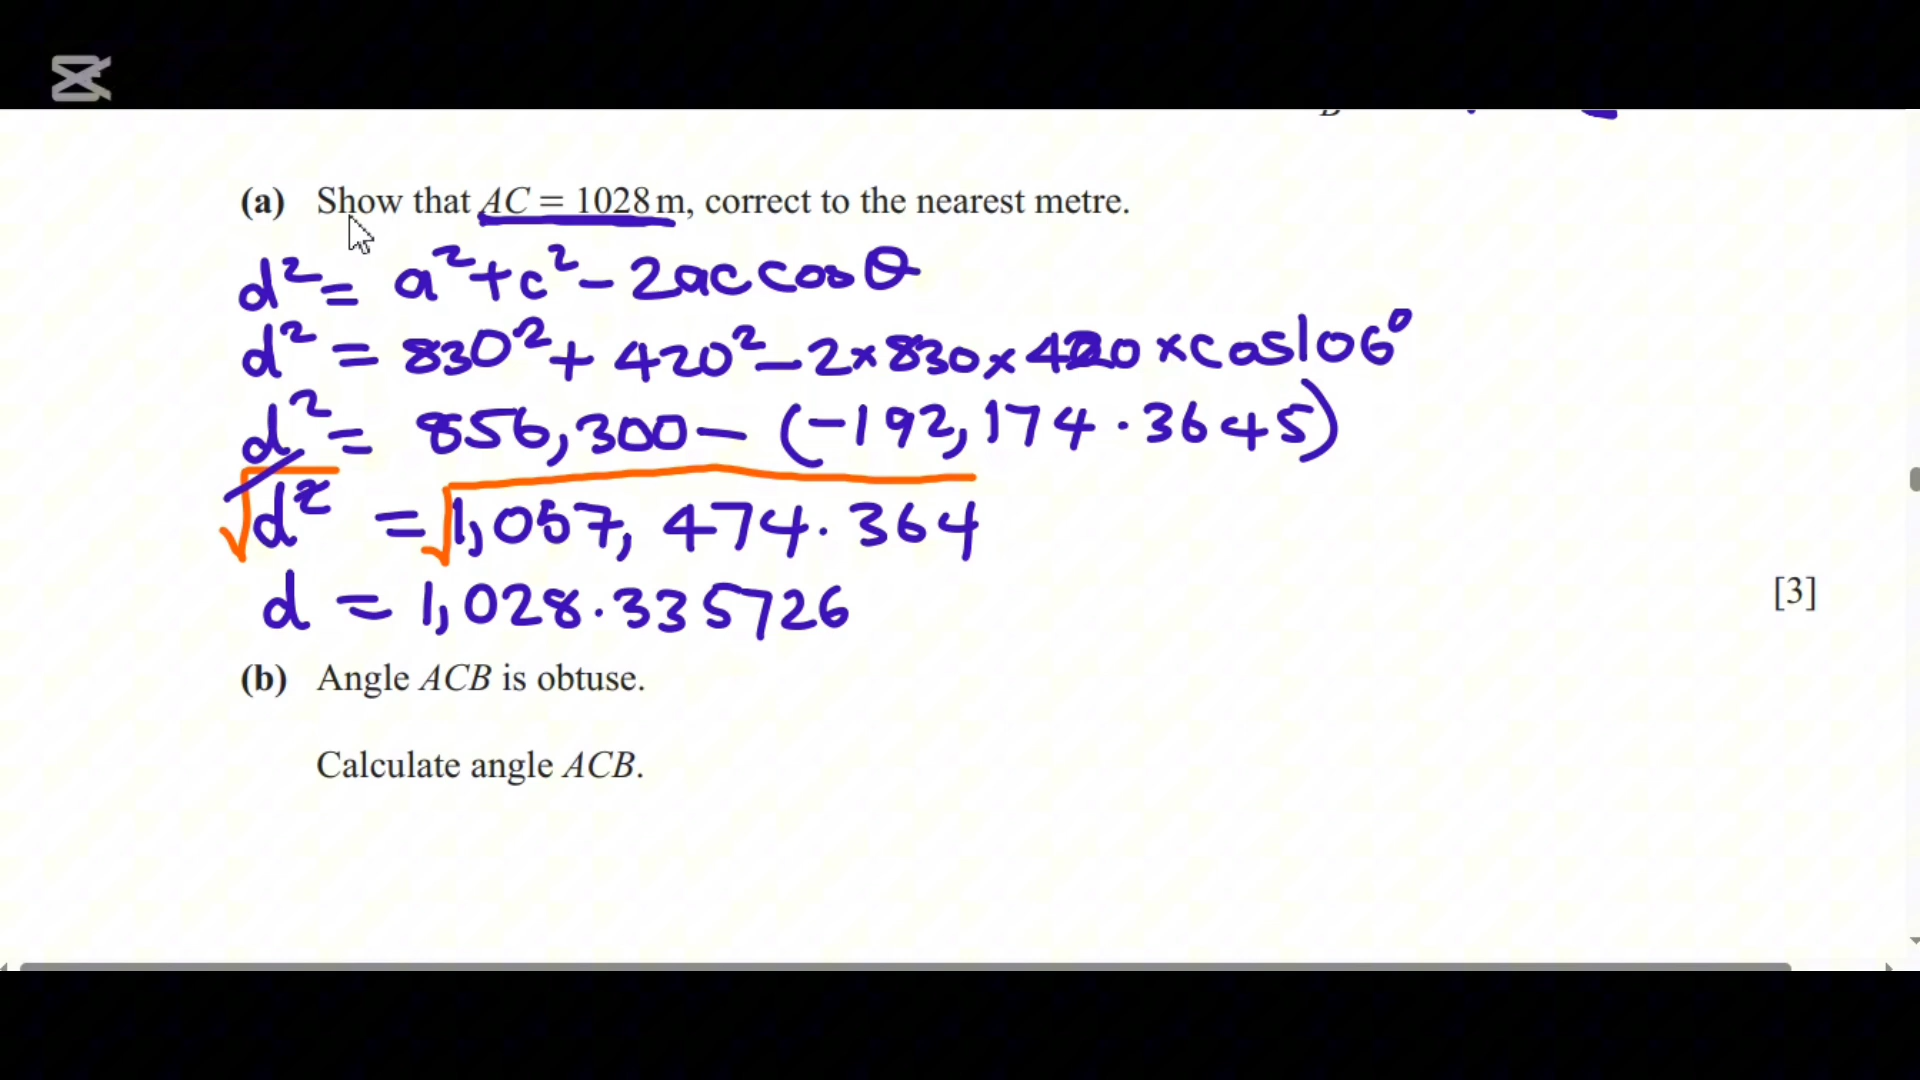 (a) Show that AC = 1028 m, correct to the nearest metre.
d² = a² + c² - 2ac cosθ
d² = 830² + 420² - 2×830×420 × cos106°
d² = 856,300 - (-192,174.3645)
√d² = √1,057,474.364
d = 1,028.335726
[3]
(b) Angle ACB is obtuse.
Calculate angle ACB.